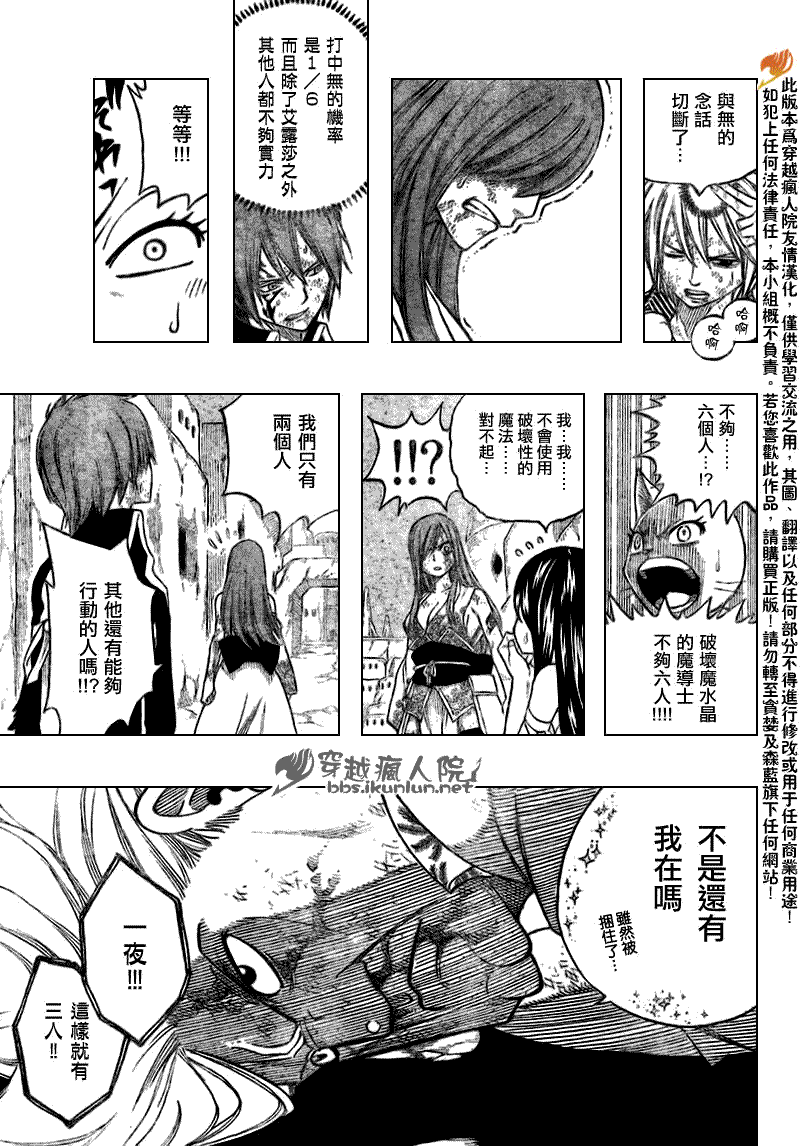 此版本爲穿越瘋人院友情漢化，僅供學習交流之用，其圖、翻譯以及任何部分不得進行修改或用于任何商業用途！
如犯上任何法律責任，本小組概不負責。若您喜歡此作品，請購買正版！請勿轉至貪婪及森藍旗下任何網站！
與無的
念話
切斷了…
哈啊
哈啊
打中無的機率
是1/6
而且除了艾露莎之外
其他人都不夠實力
等等!!!
不夠……
六個人…!?
破壞魔水晶
的魔導士
不夠六人!!!!
我…我……
不會使用
破壞性的
魔法……
對不起…
!!?
我們只有
兩個人
其他還有能夠
行動的人嗎!!?
穿越瘋人院
bbs.ikunlun.net
不是還有
我在嗎
雖然被
捆住了…
一夜!!!
這樣就有
三人!!